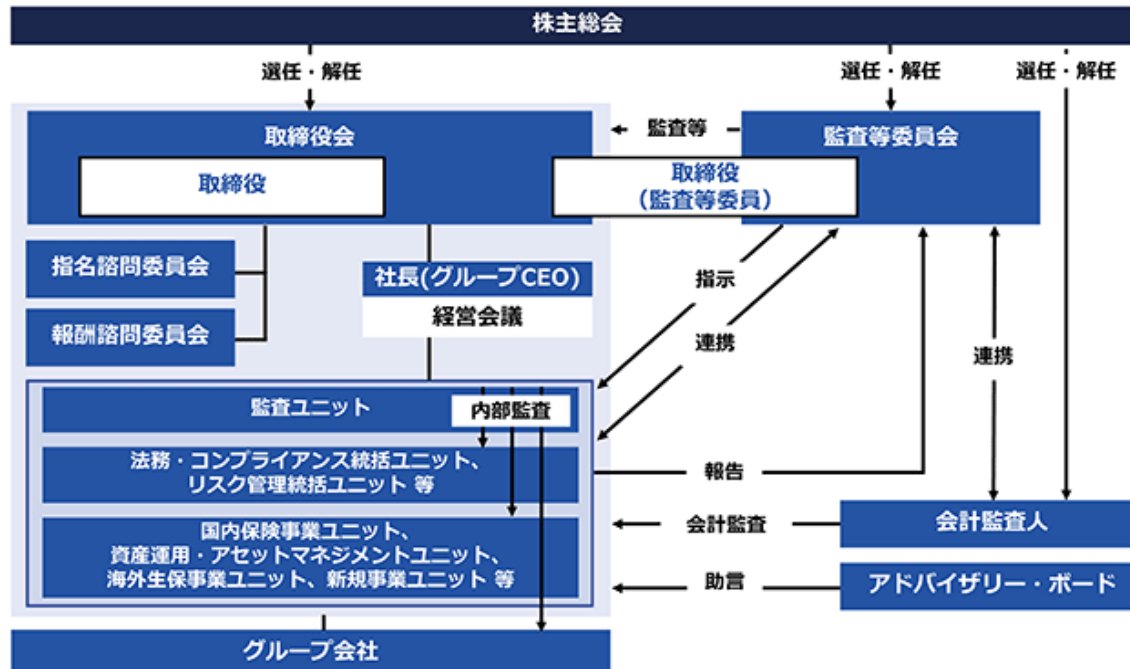 株主総会
選任・解任
選任・解任
選任・解任
取締役会
監査等
監査等委員会
取締役
取締役
（監査等委員）
指名諮問委員会
報酬諮問委員会
社長(グループCEO)
経営会議
指示
連携
連携
監査ユニット
内部監査
法務・コンプライアンス統括ユニット、
リスク管理統括ユニット 等
報告
国内保険事業ユニット、
資産運用・アセットマネジメントユニット、
海外生保事業ユニット、新規事業ユニット 等
会計監査
会計監査人
助言
アドバイザリー・ボード
グループ会社